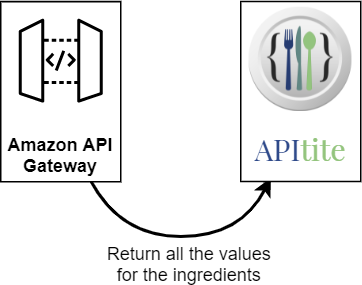 </>
Amazon API
Gateway
{ }
APItite
Return all the values
for the ingredients